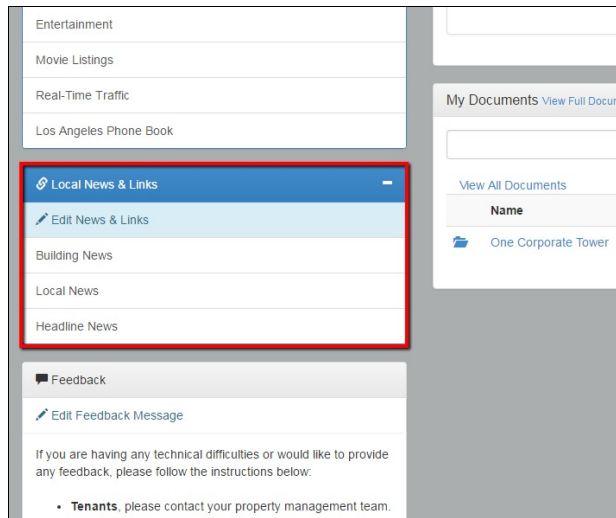 Entertainment
Movie Listings
Real-Time Traffic
Los Angeles Phone Book
Local News & Links
Edit News & Links
Building News
Local News
Headline News
Feedback
Edit Feedback Message
If you are having any technical difficulties or would like to provide
any feedback, please follow the instructions below:
• Tenants, please contact your property management team.
My Documents View Full Docu
View All Documents
Name
One Corporate Tower